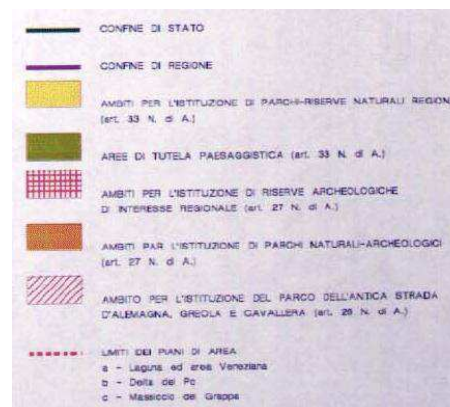 CONFINE DI STATO
CONFINE DI REGIONE
AMBITI PER L'ISTITUZIONE DI PARCHI-RISERVE NATURALI REGION
(art. 33 N. di A.)
AREE DI TUTELA PAESAGGISTICA (art. 33 N. di A.)
AMBITI PER L'ISTITUZIONE DI RISERVE ARCHEOLOGICHE
DI INTERESSE REGIONALE (art. 27 N. di A.)
AMBITI PAR L'ISTITUZIONE DI PARCHI NATURALI-ARCHEOLOGICI
(art. 27 N. di A.)
AMBITO PER L'ISTITUZIONE DEL PARCO DELL'ANTICA STRADA
D'ALEMAGNA, GREOLA E CAVALLERA (art. 26 N. di A.)
LIMITI DEI PIANI DI AREA
a - Laguna ed area Veneziana
b - Delta del Po
c - Massiccio del Grappa